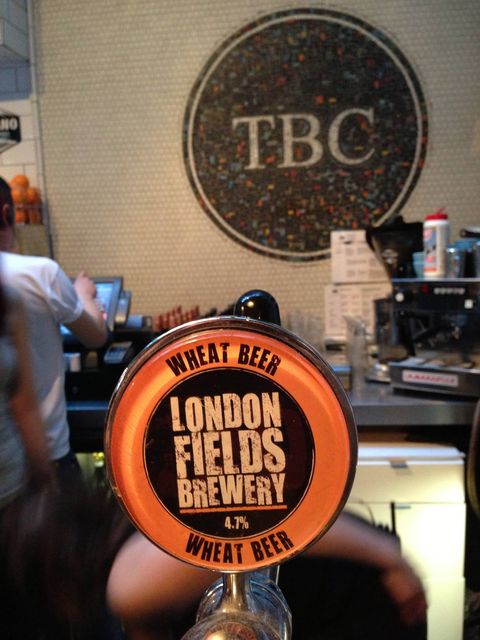 TBC
WHEAT BEER
LONDON
FIELDS
BREWERY
4.7%
WHEAT BEER